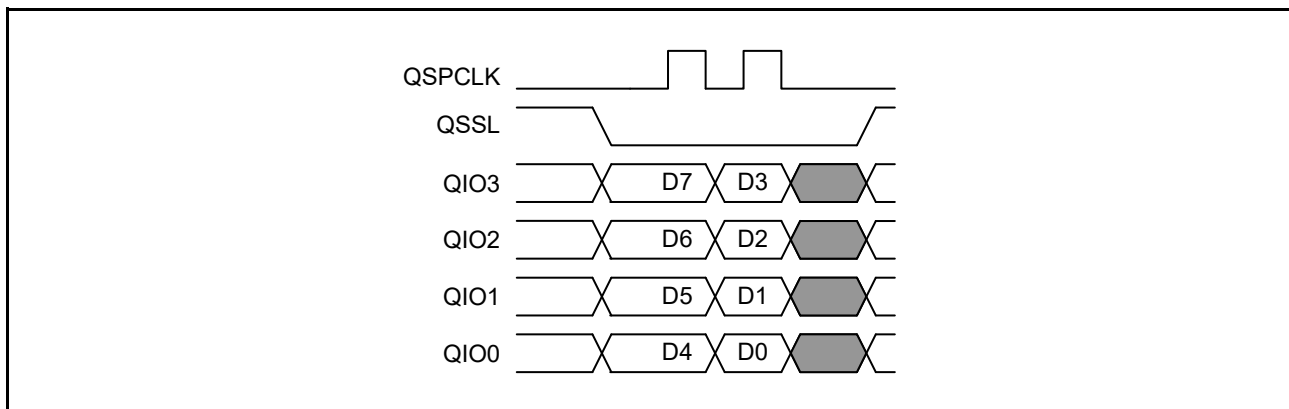 QSPCLK
QSSL
QIO3 D7 D3
QIO2 D6 D2
QIO1 D5 D1
QIO0 D4 D0